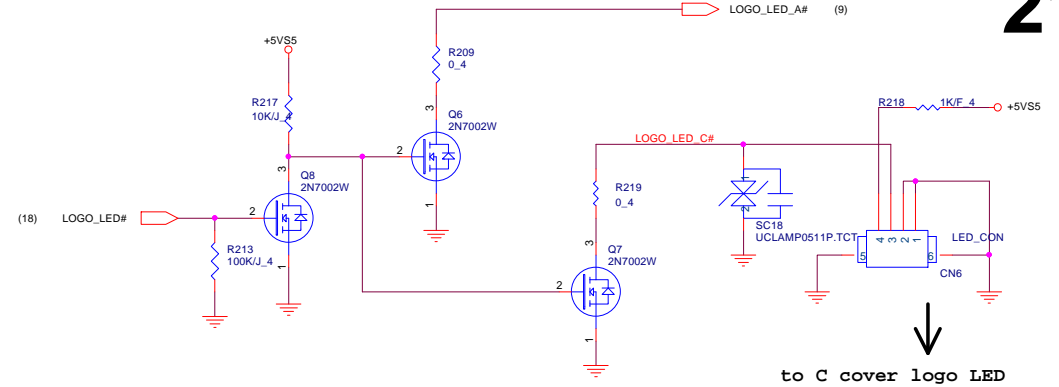 LOGO_LED_A# (9)
2
+5VS5
R209
0_4
R217
10K/J_4
3
Q6
2N7002W
R218 1K/F_4 +5VS5
LOGO_LED_C#
2
3
Q8
2N7002W
1
R219
0_4
1
2
SC18
UCLAMP0511P.TCT
(18) LOGO_LED#
2
1
R213
100K/J_4
3
Q7
2N7002W
2
1
4 3 2 1
LED_CON
5 6
CN6
to C cover logo LED